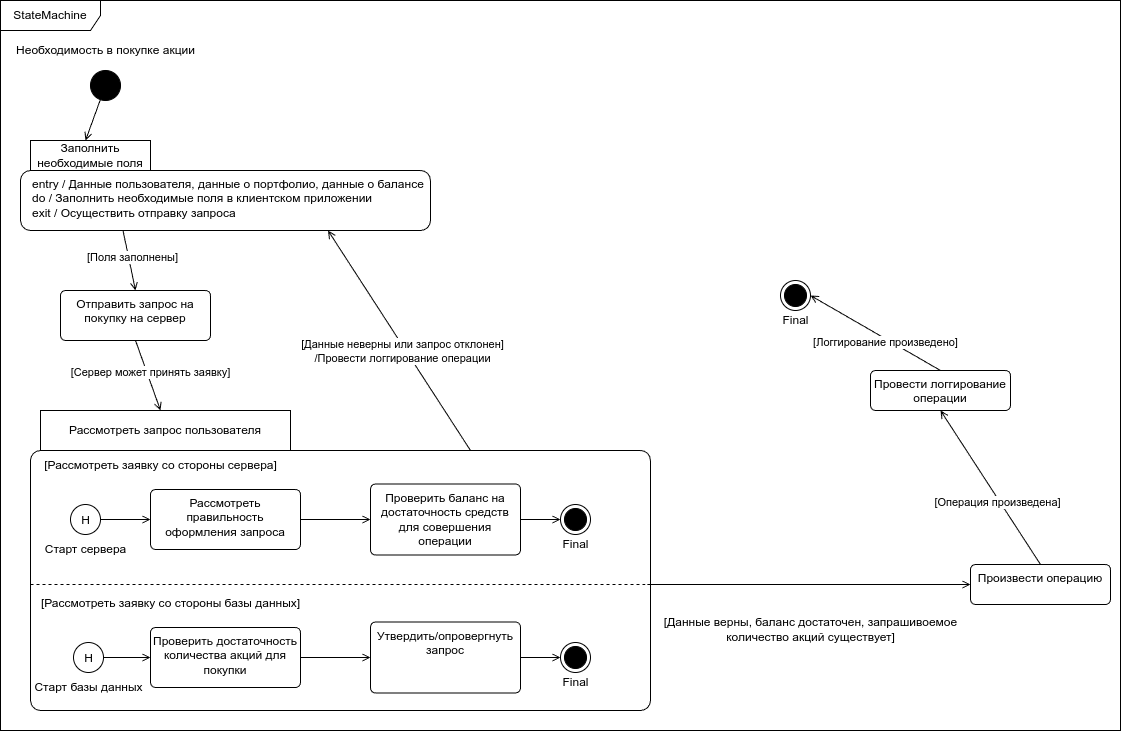 StateMachine
Необходимость в покупке акции
Заполнить
необходимые поля
entry / Данные пользователя, данные о портфолио, данные о балансе
do / Заполнить необходимые поля в клиентском приложении
exit / Осуществить отправку запроса
[Поля заполнены]
Отправить запрос на
покупку на сервер
[Сервер может принять заявку]
[Данные неверны или запрос отклонен]
/Провести логгирование операции
Final
[Логгирование произведено]
Провести логгирование
операции
[Операция произведена]
Произвести операцию
Рассмотреть запрос пользователя
[Рассмотреть заявку со стороны сервера]
H
Старт сервера
Рассмотреть
правильность
оформления запроса
Проверить баланс на
достаточность средств
для совершения
операции
Final
[Рассмотреть заявку со стороны базы данных]
H
Старт базы данных
Проверить достаточность
количества акций для
покупки
Утвердить/опровергнуть
запрос
Final
[Данные верны, баланс достаточен, запрашивоемое
количество акций существует]